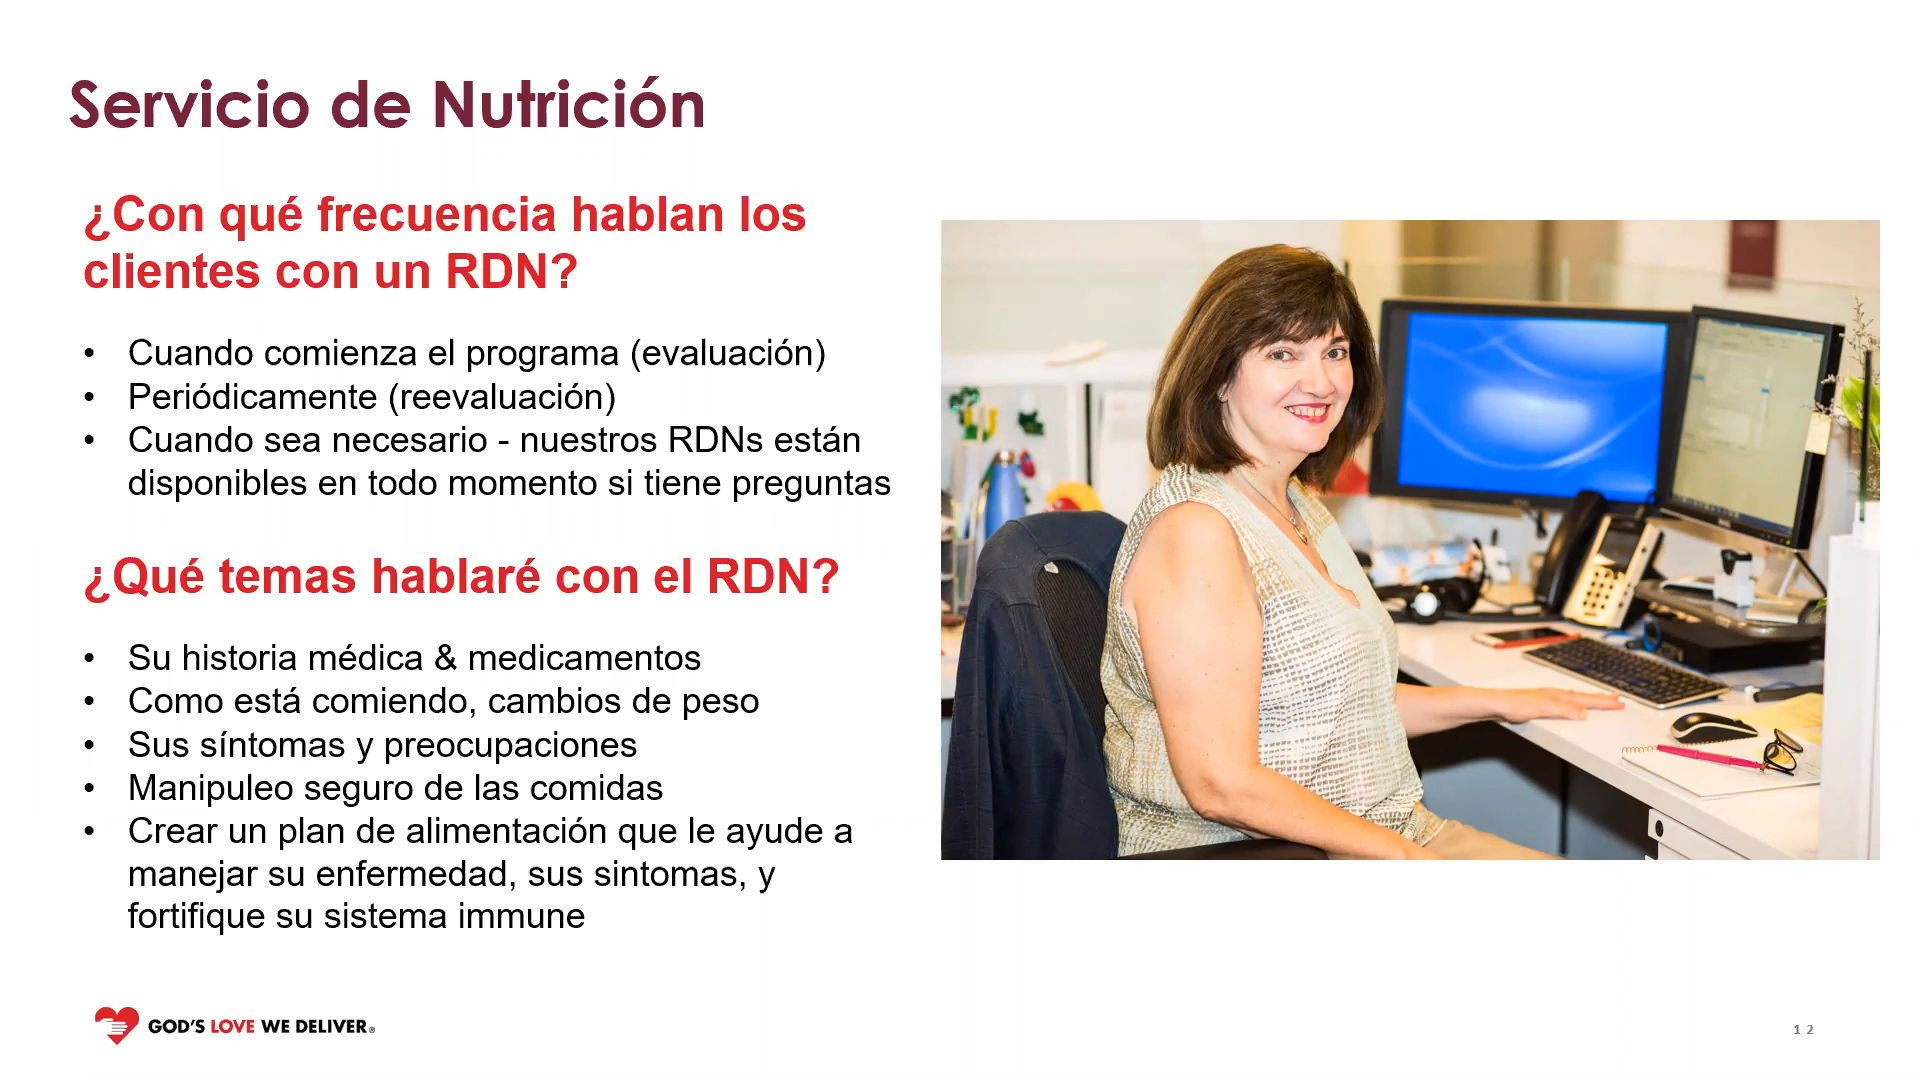 Servicio de Nutrición
¿Con qué frecuencia hablan los
clientes con un RDN?
• Cuando comienza el programa (evaluación)
• Periódicamente (reevaluación)
• Cuando sea necesario - nuestros RDNs están
disponibles en todo momento si tiene preguntas
¿Qué temas hablaré con el RDN?
• Su historia médica & medicamentos
• Como está comiendo, cambios de peso
• Sus síntomas y preocupaciones
• Manipuleo seguro de las comidas
• Crear un plan de alimentación que le ayude a
manejar su enfermedad, sus sintomas, y
fortifique su sistema immune
GOD'S LOVE WE DELIVER®
12